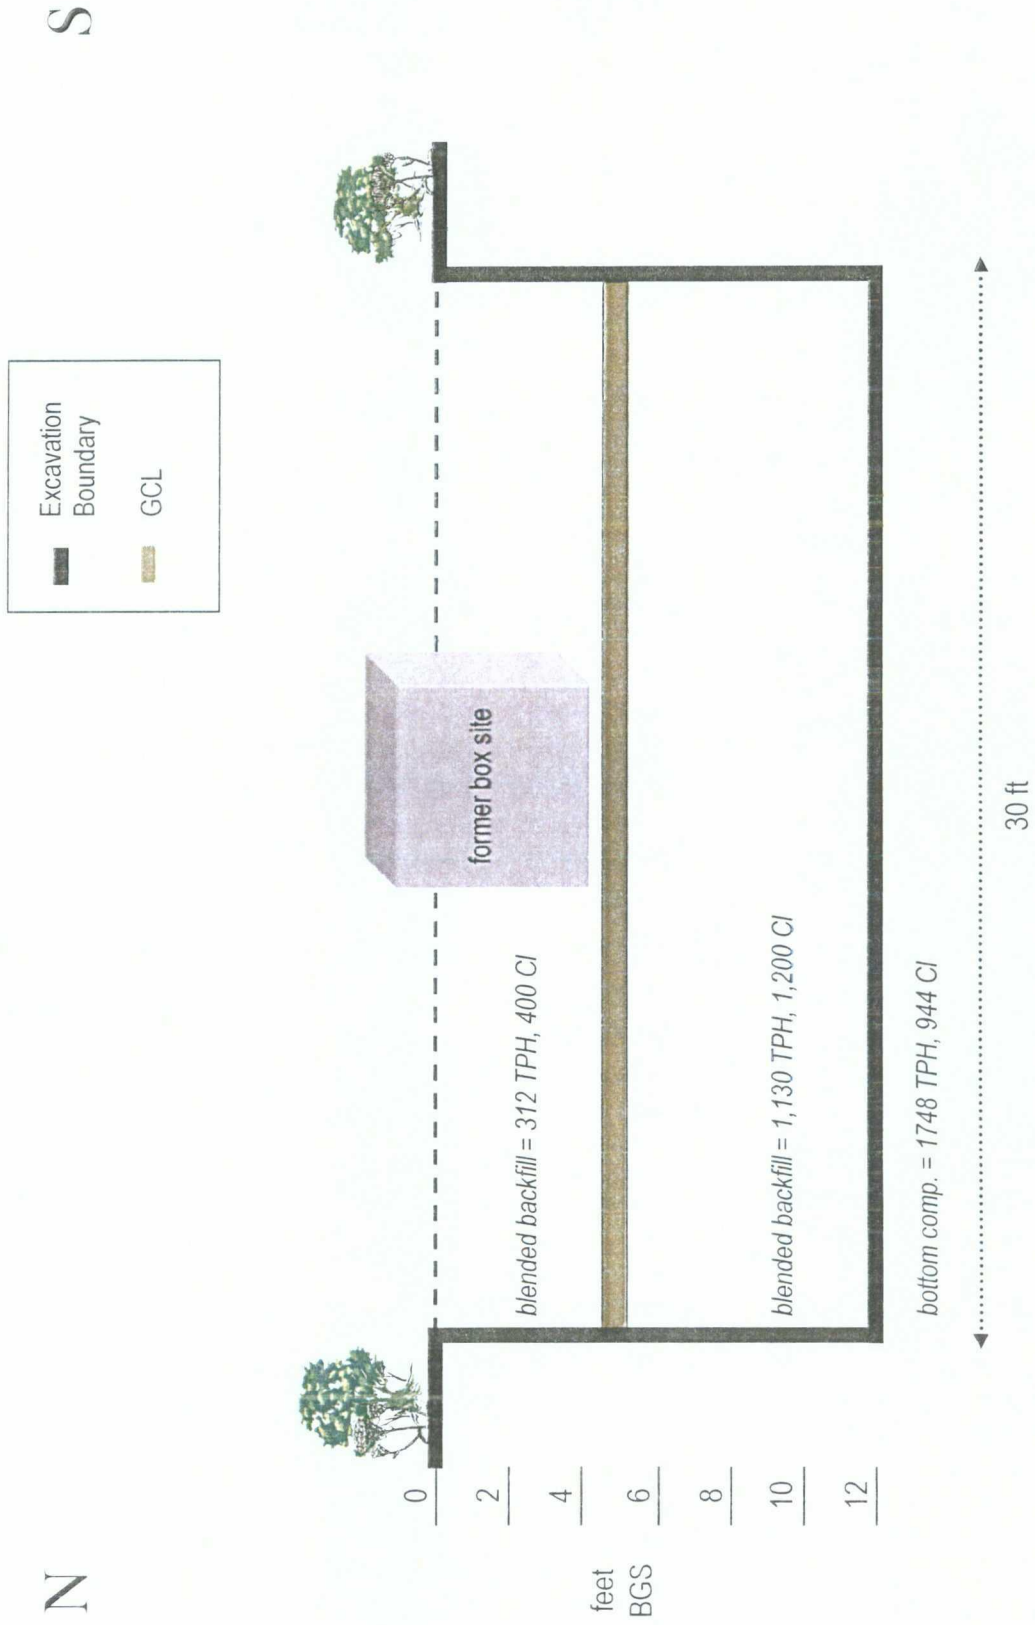 N
S
Excavation
Boundary
GCL
feet
BGS
0
2
4
6
8
10
12
former box site
blended backfill = 312 TPH, 400 Cl
blended backfill = 1,130 TPH, 1,200 Cl
bottom comp. = 1748 TPH, 944 Cl
30 ft